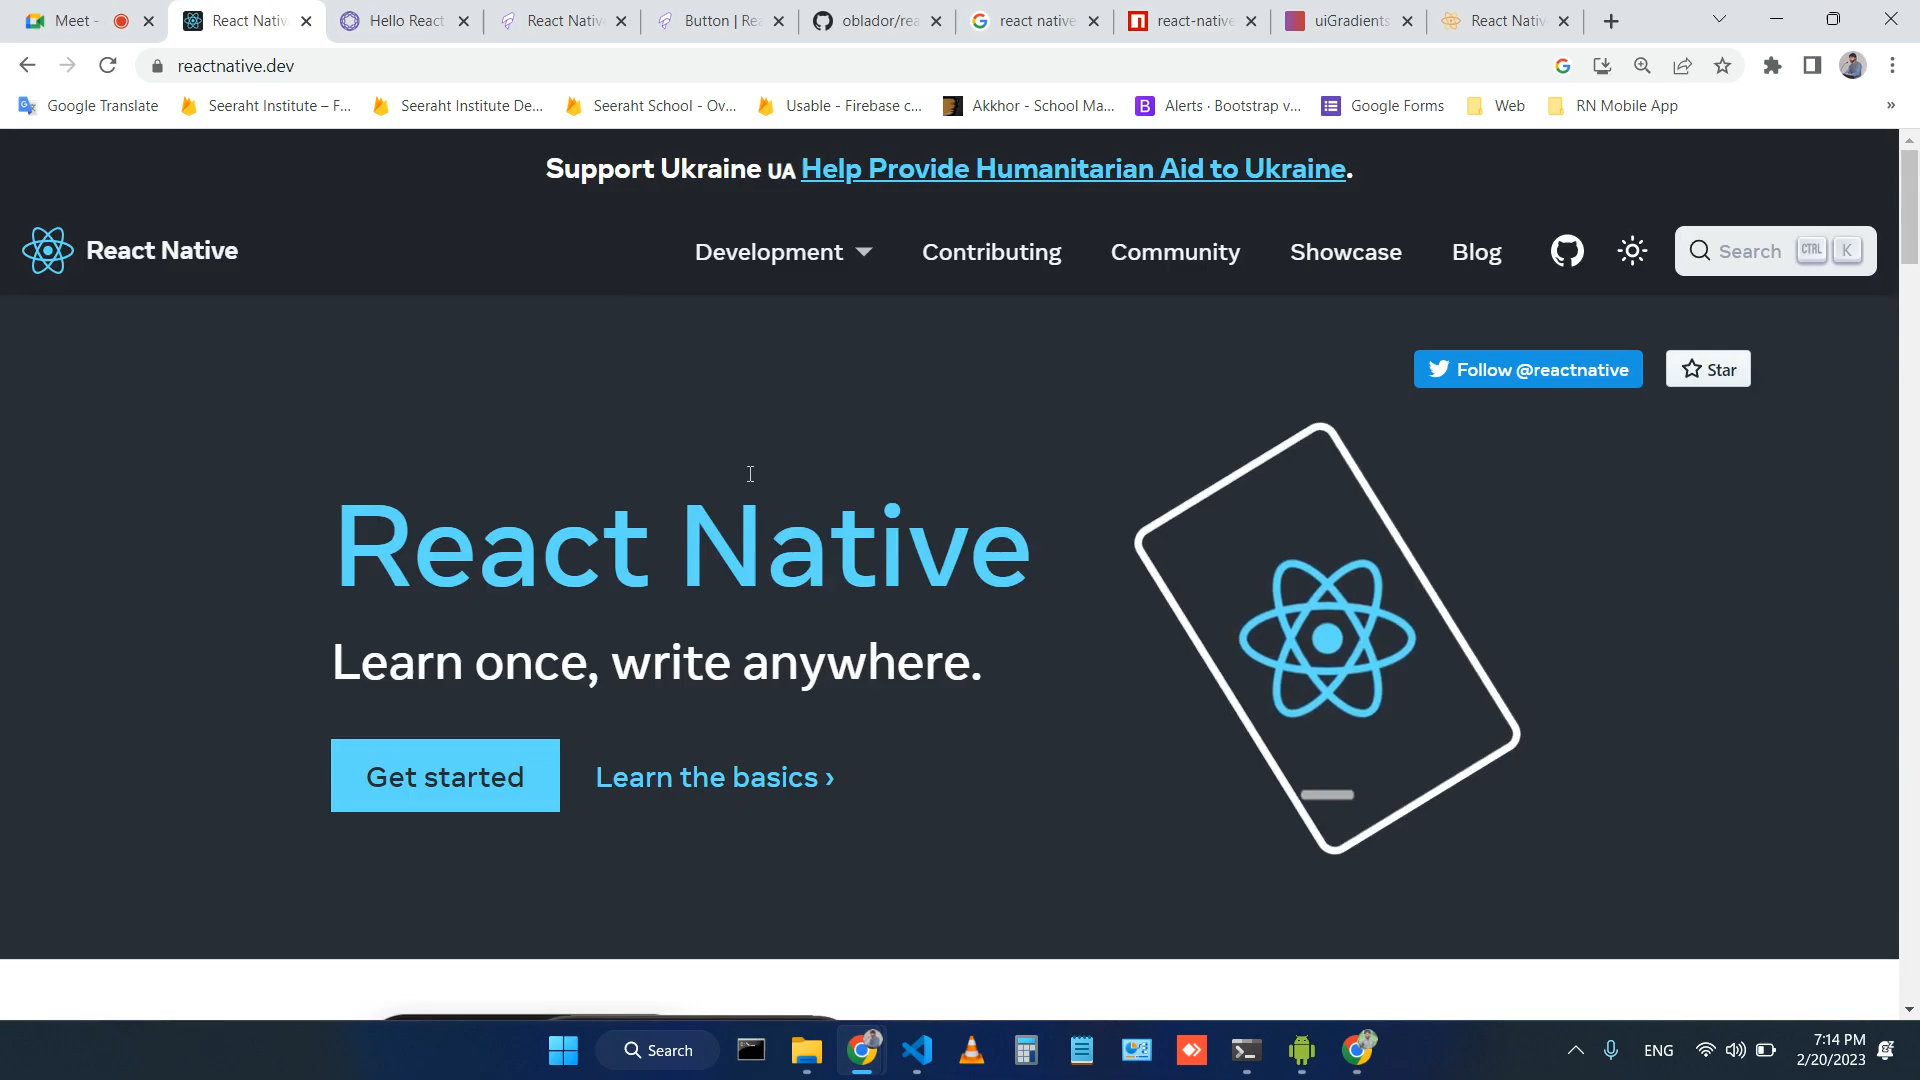 Meet -
React Nativ
Hello React
React Nativ
Button | Re
oblador/rea
react native
react-native
uiGradients
React Nativ
reactnative.dev
Google Translate
Seeraht Institute – F...
Seeraht Institute De...
Seeraht School - Ov...
Usable - Firebase c...
Akkhor - School Ma...
B
Alerts · Bootstrap v...
Google Forms
Web
RN Mobile App
»
Support Ukraine UA Help Provide Humanitarian Aid to Ukraine.
React Native
Development
Contributing
Community
Showcase
Blog
Search
CTRL
K
Follow @reactnative
Star
React Native
Learn once, write anywhere.
Get started
Learn the basics ›
Search
ENG
7:14 PM
2/20/2023